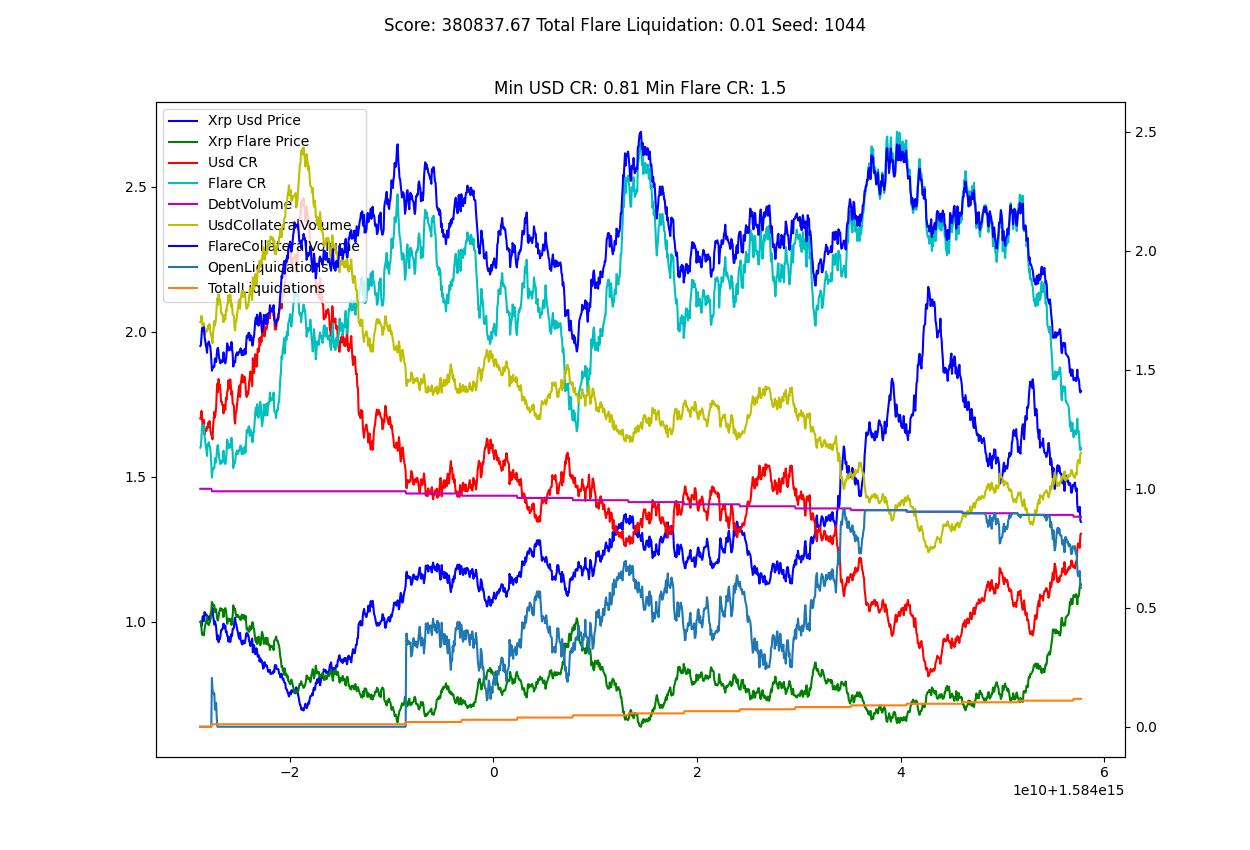 Score: 380837.67 Total Flare Liquidation: 0.01 Seed: 1044
Min USD CR: 0.81 Min Flare CR: 1.5
Xrp Usd Price
Xrp Flare Price
Usd CR
Flare CR
DebtVolume
UsdCollateralVolume
FlareCollateralVolume
OpenLiquidations
TotalLiquidations
2.5
2.0
1.5
1.0
2.5
2.0
1.5
1.0
0.5
0.0
−2
0
2
4
6
1e10+1.584e15